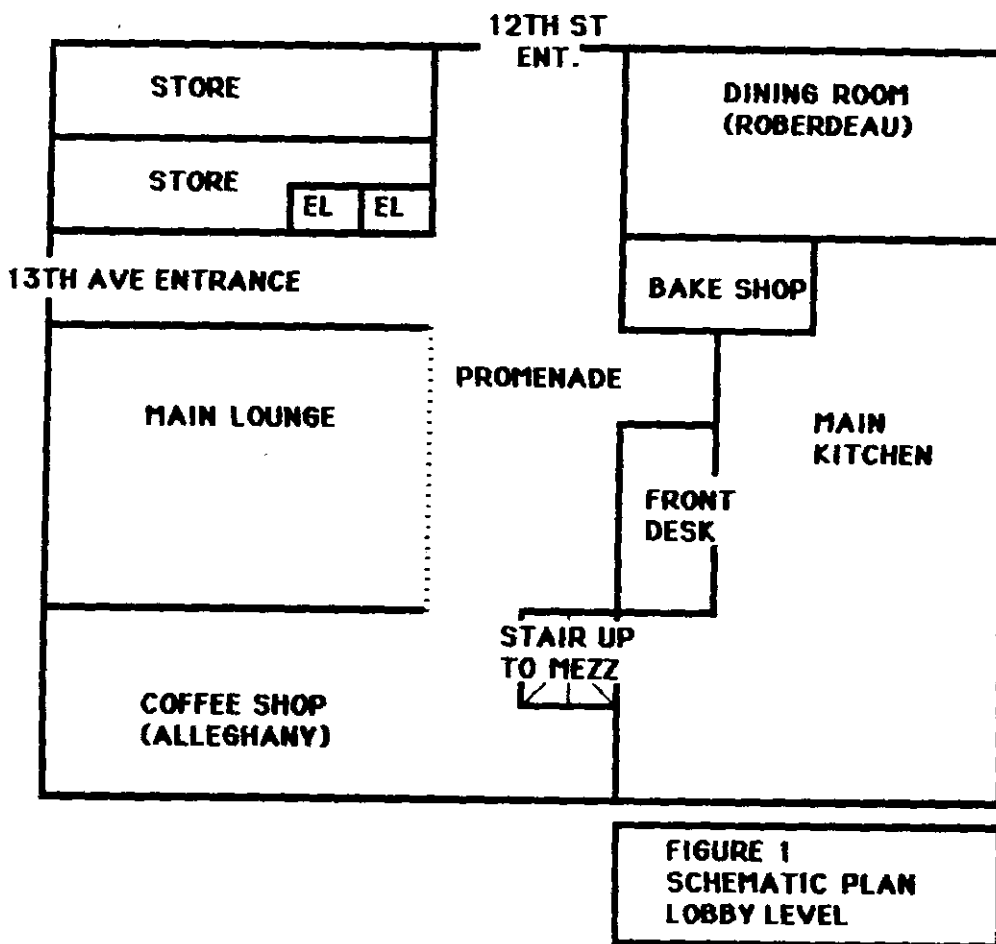 12TH ST
ENT.
STORE
DINING ROOM
(ROBERDEAU)
STORE
EL
EL
13TH AVE ENTRANCE
BAKE SHOP
PROMENADE
MAIN LOUNGE
MAIN
KITCHEN
FRONT
DESK
STAIR UP
TO MEZZ
COFFEE SHOP
(ALLEGHANY)
FIGURE 1
SCHEMATIC PLAN
LOBBY LEVEL